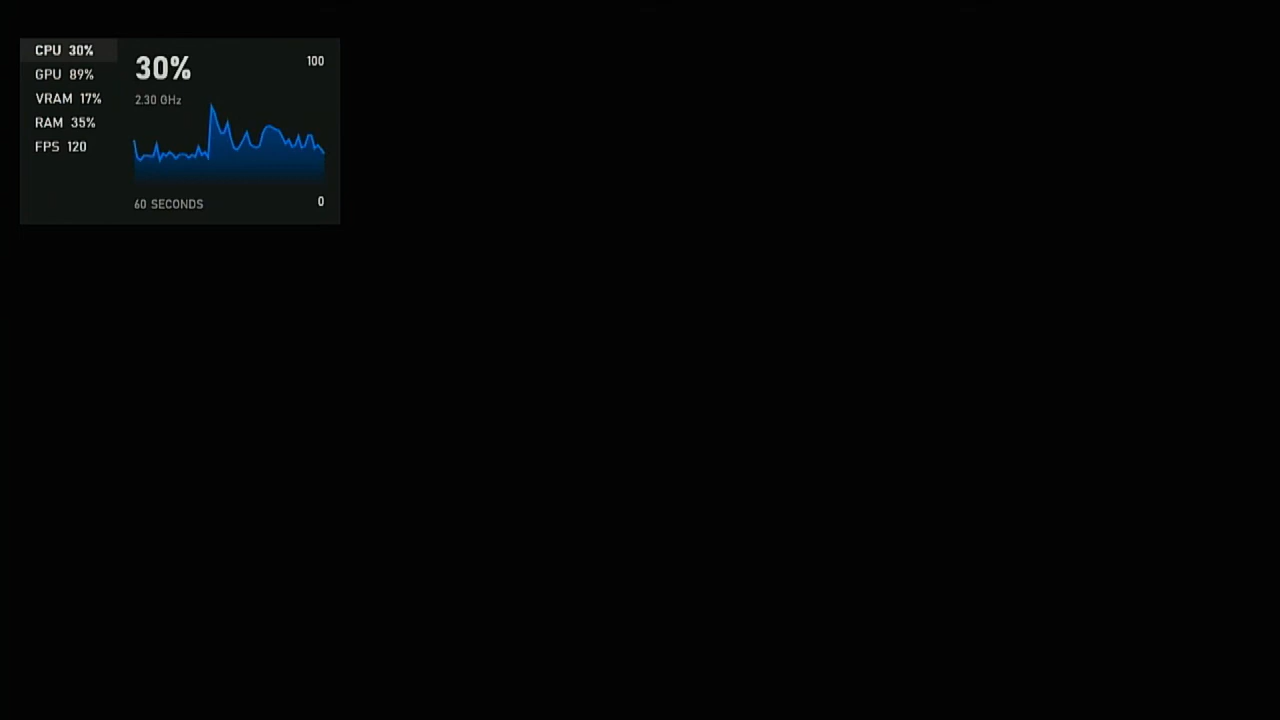 CPU 30%
GPU 89%
VRAM 17%
RAM 35%
FPS 120
30%
100
2.30 GHz
60 SECONDS
0